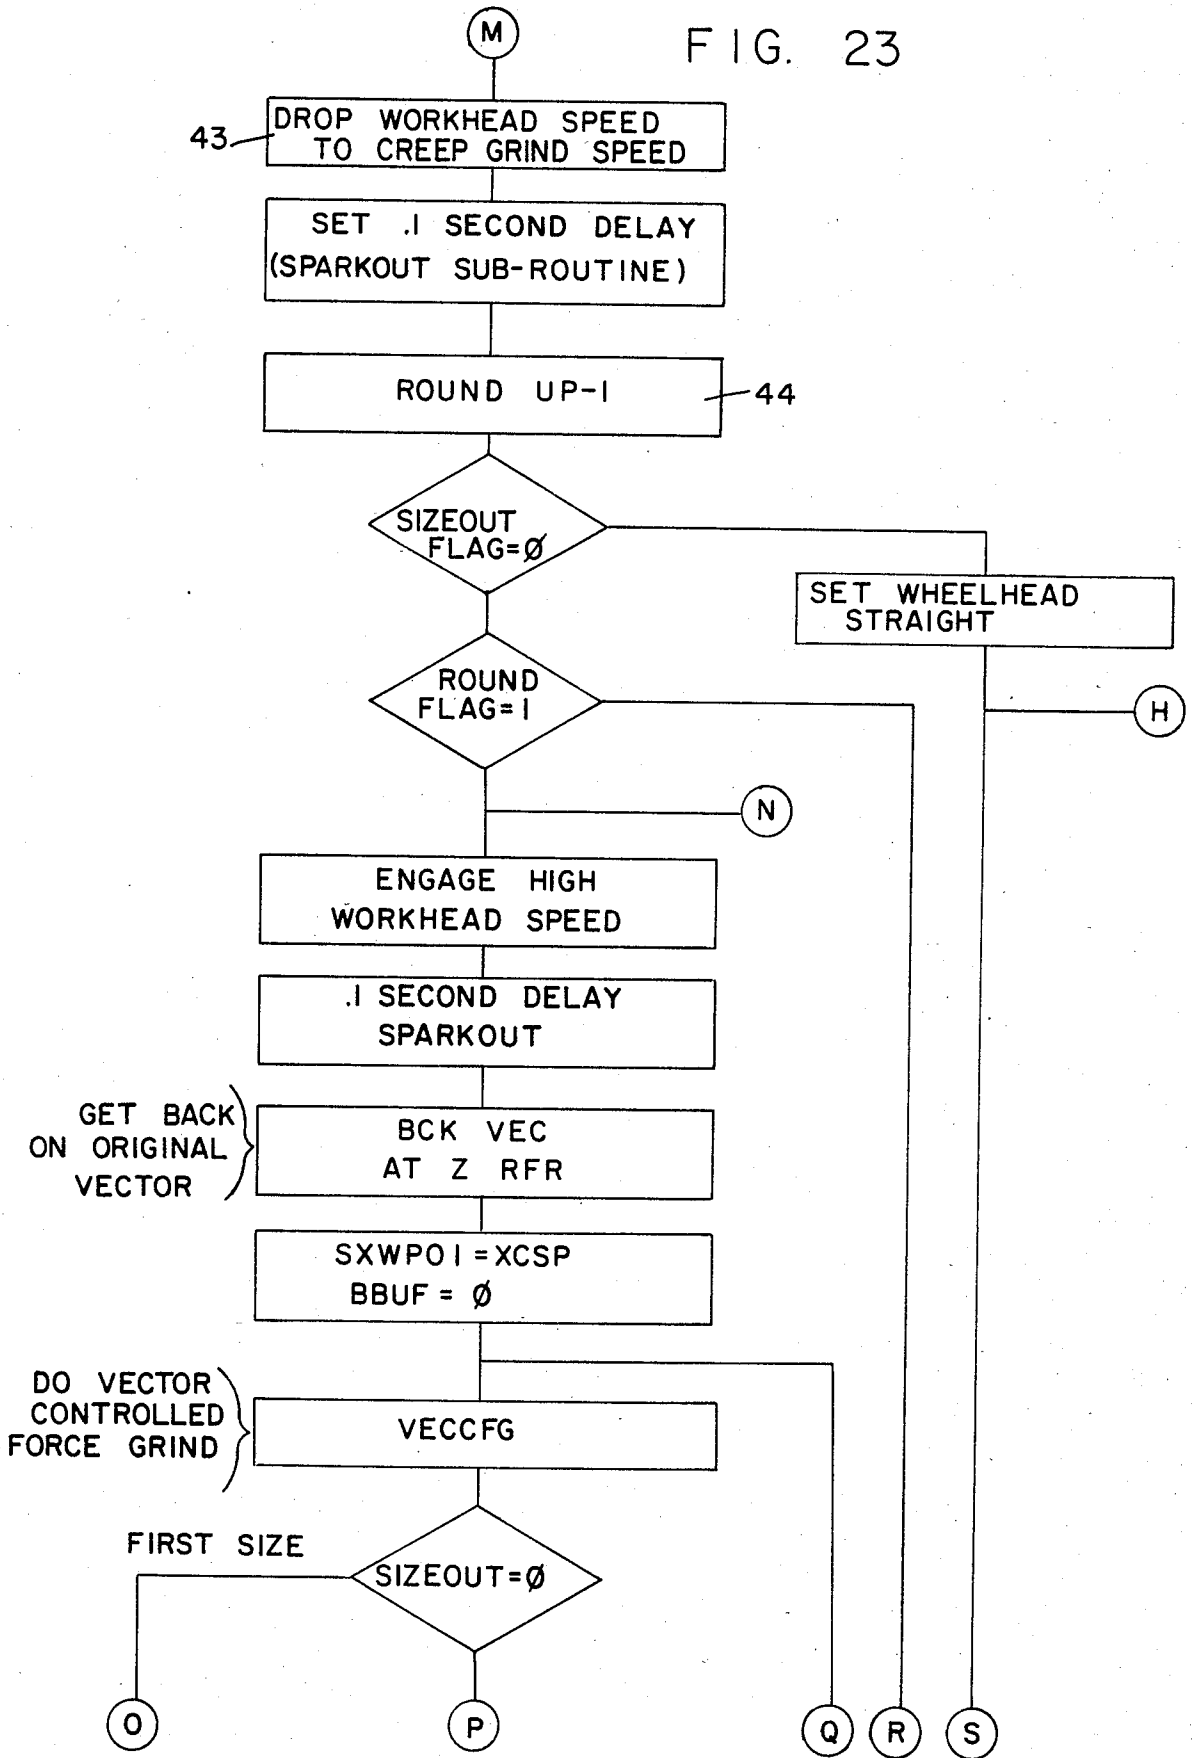 M
FIG. 23
43
DROP WORKHEAD SPEED
TO CREEP GRIND SPEED
SET .1 SECOND DELAY
(SPARKOUT SUB-ROUTINE)
ROUND UP-1
44
SIZEOUT
FLAG=Ø
SET WHEELHEAD
STRAIGHT
ROUND
FLAG=1
H
N
ENGAGE HIGH
WORKHEAD SPEED
.1 SECOND DELAY
SPARKOUT
GET BACK
ON ORIGINAL
VECTOR
BCK VEC
AT Z RFR
SXWPO1=XCSP
BBUF = Ø
DO VECTOR
CONTROLLED
FORCE GRIND
VECCFG
FIRST SIZE
SIZEOUT=Ø
O
P
Q
R
S